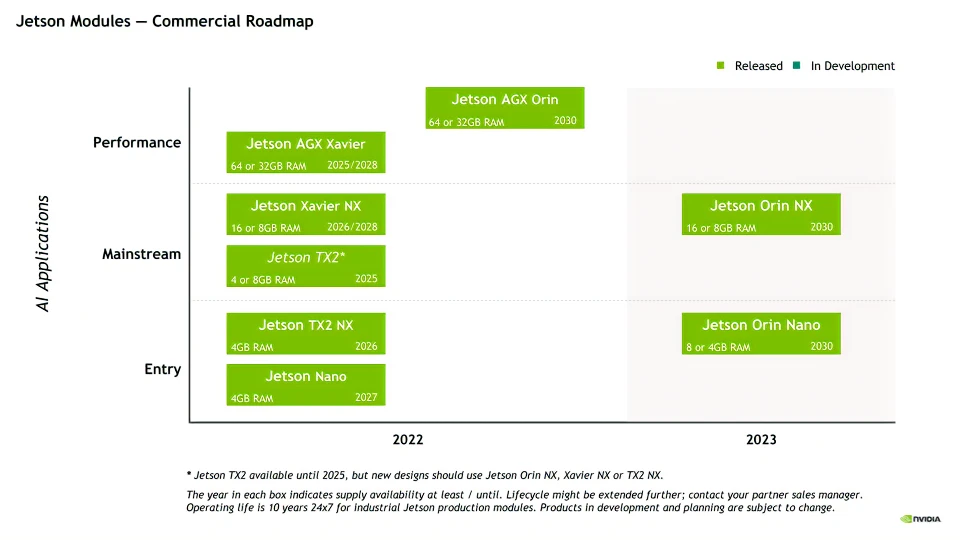 Jetson Modules — Commercial Roadmap
Released
In Development
AI Applications
Performance
Jetson AGX Orin
64 or 32GB RAM 2030
Jetson AGX Xavier
64 or 32GB RAM 2025/2028
Mainstream
Jetson Xavier NX
16 or 8GB RAM 2026/2028
Jetson TX2*
4 or 8GB RAM 2025
Jetson Orin NX
16 or 8GB RAM 2030
Entry
Jetson TX2 NX
4GB RAM 2026
Jetson Nano
4GB RAM 2027
Jetson Orin Nano
8 or 4GB RAM 2030
2022
2023
* Jetson TX2 available until 2025, but new designs should use Jetson Orin NX, Xavier NX or TX2 NX.
The year in each box indicates supply availability at least / until. Lifecycle might be extended further; contact your partner sales manager.
Operating life is 10 years 24x7 for industrial Jetson production modules. Products in development and planning are subject to change.
NVIDIA